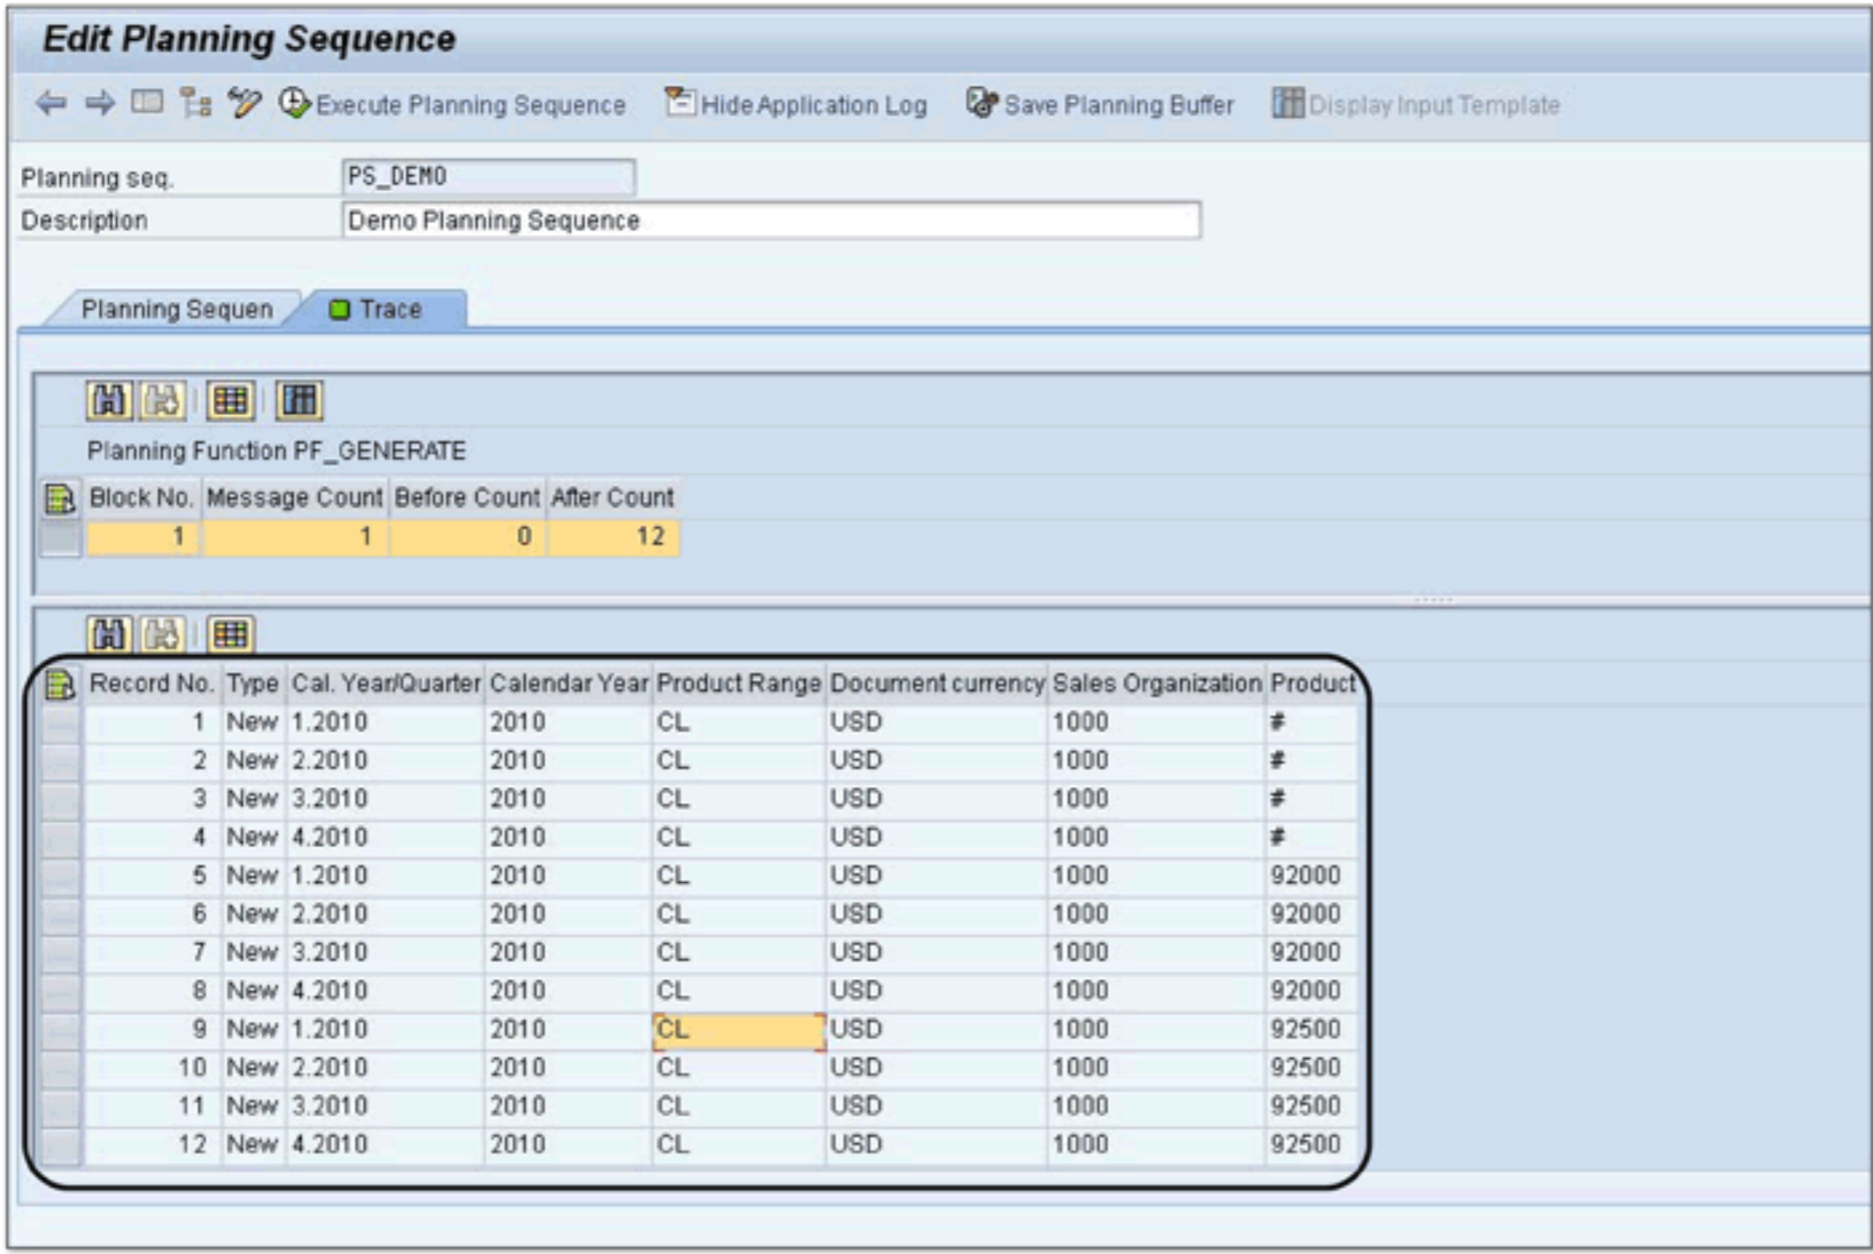 Edit Planning Sequence
Execute Planning Sequence Hide Application Log Save Planning Buffer Display Input Template
Planning seq. PS_DEMO
Description Demo Planning Sequence
Planning Sequen Trace
Planning Function PF_GENERATE
Block No. Message Count Before Count After Count
1 1 0 12
Record No. Type Cal. Year/Quarter Calendar Year Product Range Document currency Sales Organization Product
1 New 1.2010 2010 CL USD 1000 #
2 New 2.2010 2010 CL USD 1000 #
3 New 3.2010 2010 CL USD 1000 #
4 New 4.2010 2010 CL USD 1000 #
5 New 1.2010 2010 CL USD 1000 92000
6 New 2.2010 2010 CL USD 1000 92000
7 New 3.2010 2010 CL USD 1000 92000
8 New 4.2010 2010 CL USD 1000 92000
9 New 1.2010 2010 CL USD 1000 92500
10 New 2.2010 2010 CL USD 1000 92500
11 New 3.2010 2010 CL USD 1000 92500
12 New 4.2010 2010 CL USD 1000 92500